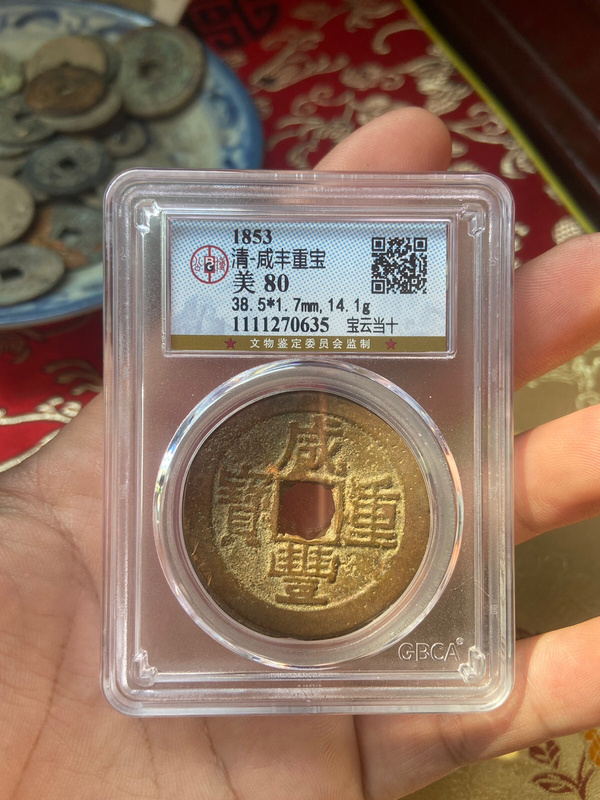 1853
清-咸丰重宝
美 80
38.5*1.7mm,14.1g
1111270635 宝云当十
文物鉴定委员会监制
咸
寶 重
豐
GBCA